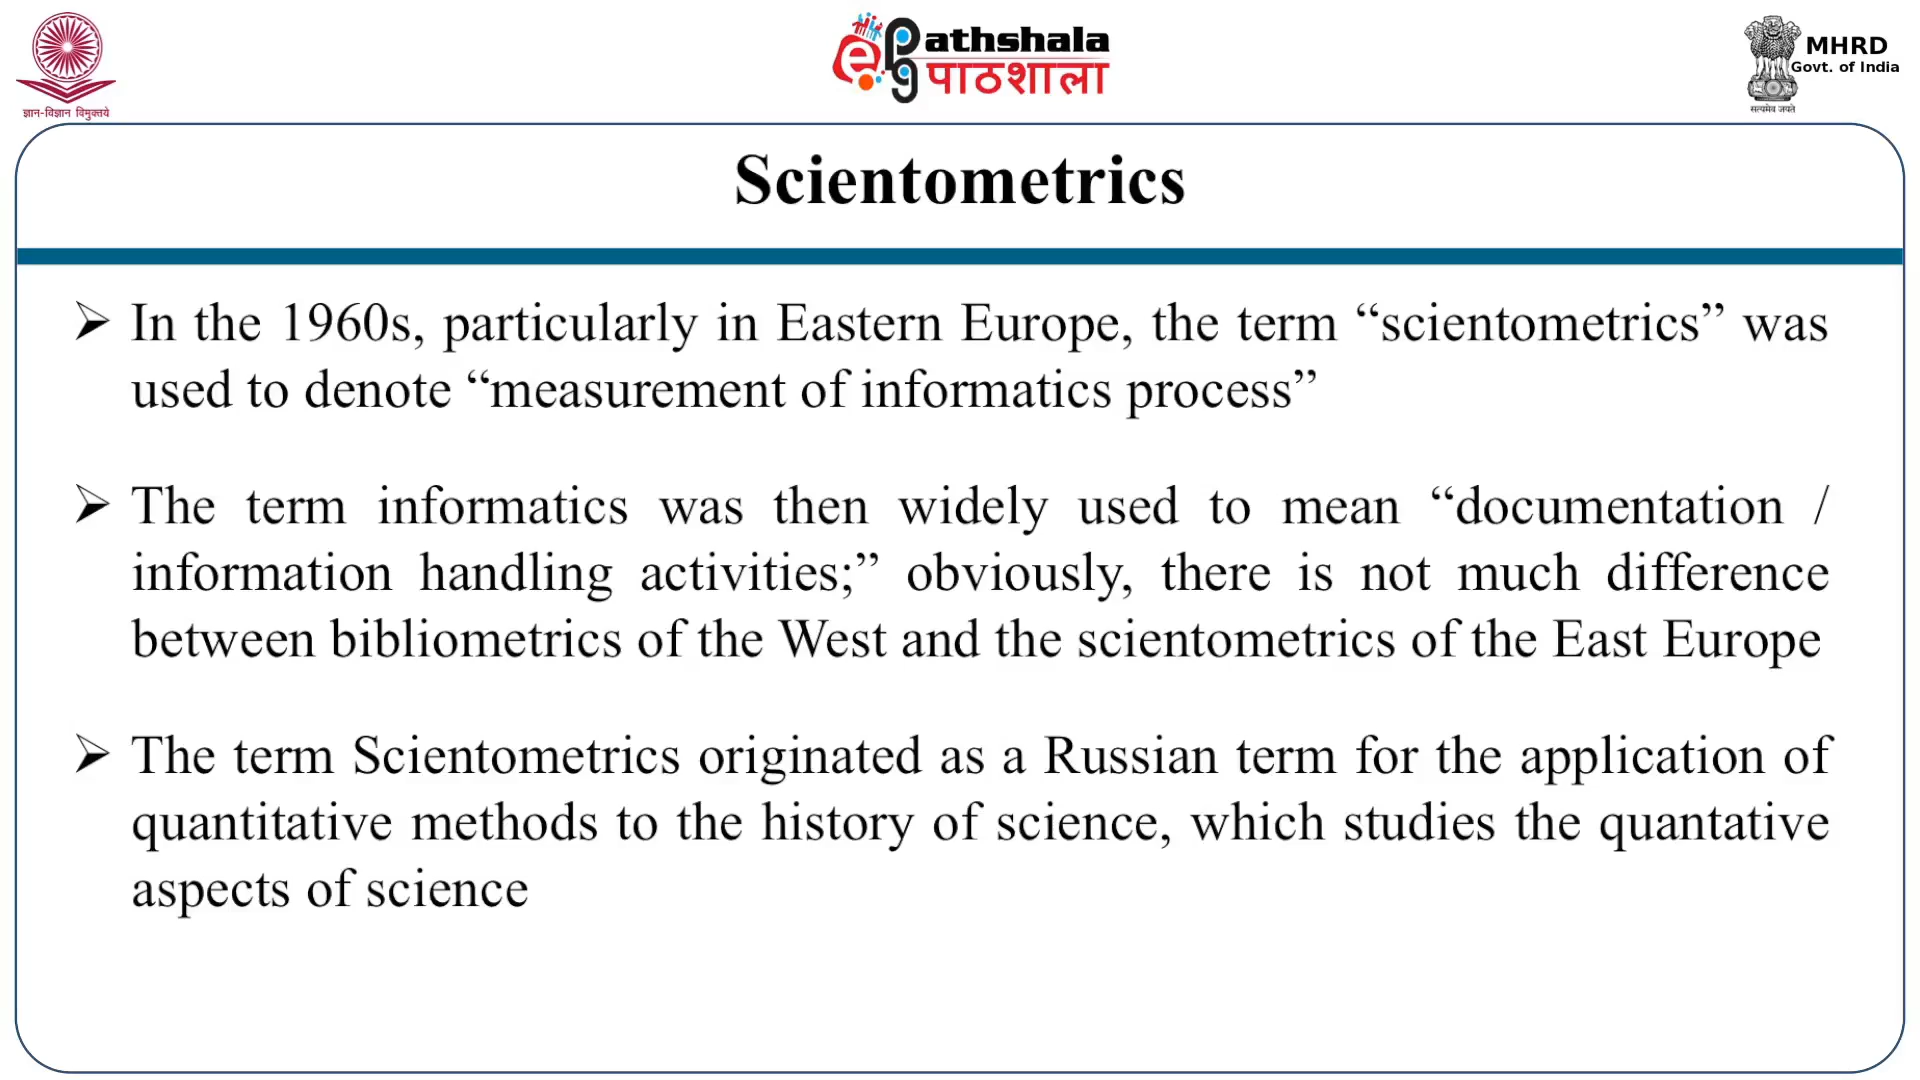 ज्ञान-विज्ञान विमुक्तये
ePathshala
पाठशाला
MHRD
Govt. of India
सत्यमेव जयते
Scientometrics
➢ In the 1960s, particularly in Eastern Europe, the term “scientometrics” was
used to denote “measurement of informatics process”
➢ The term informatics was then widely used to mean “documentation /
information handling activities;” obviously, there is not much difference
between bibliometrics of the West and the scientometrics of the East Europe
➢ The term Scientometrics originated as a Russian term for the application of
quantitative methods to the history of science, which studies the quantative
aspects of science